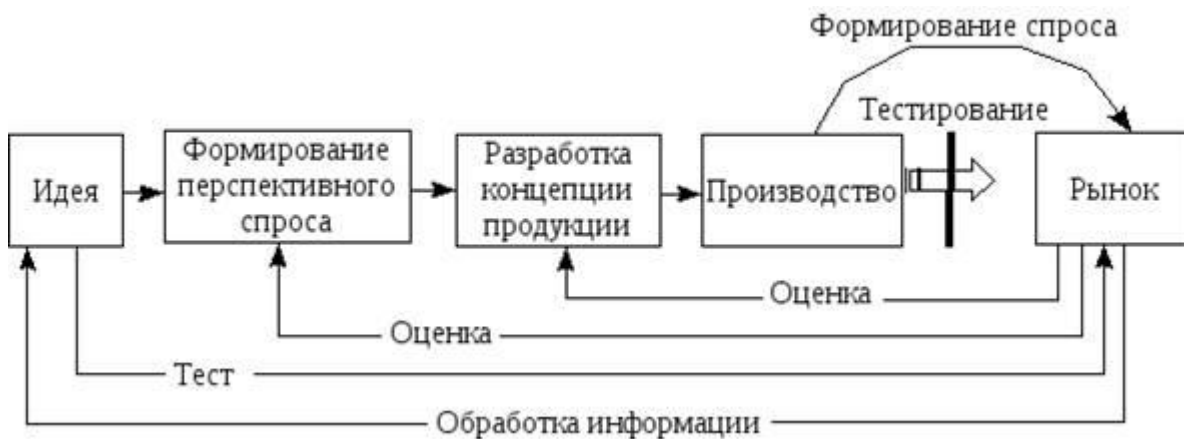 Формирование спроса
Тестирование
Идея
Формирование
перспективного
спроса
Разработка
концепции
продукции
Производство
Рынок
Оценка
Оценка
Тест
Обработка информации